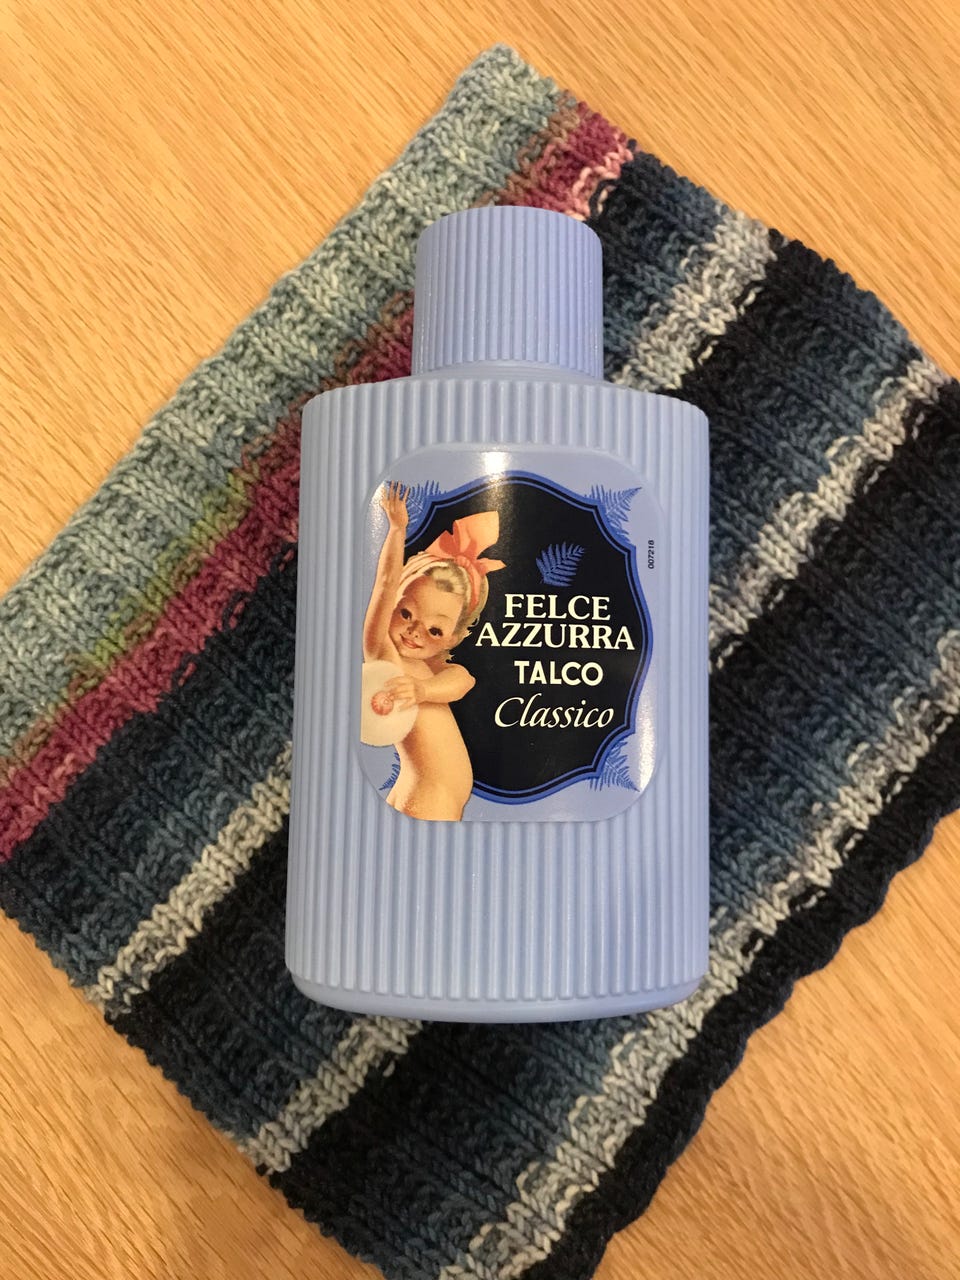 FELCE
AZZURRA
TALCO
Classico
007218